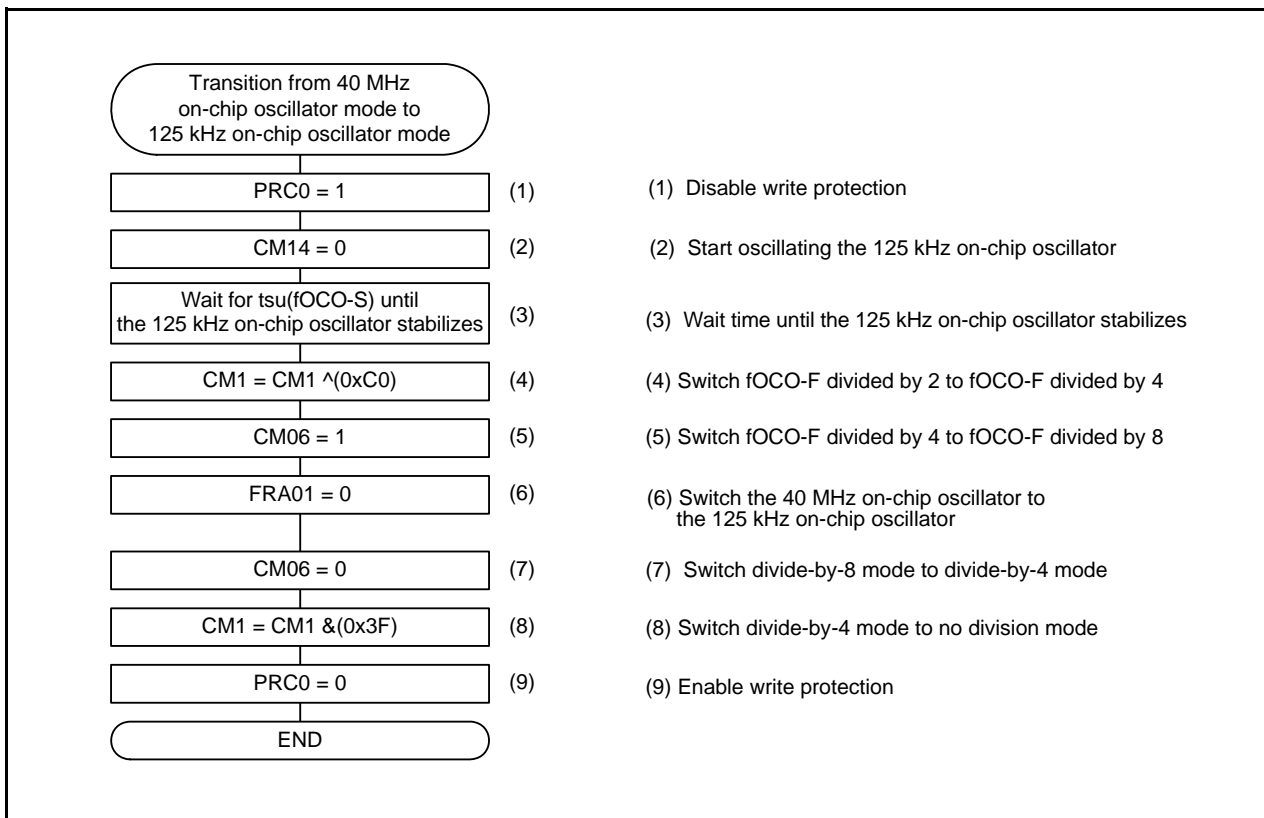 Transition from 40 MHz
on-chip oscillator mode to
125 kHz on-chip oscillator mode
PRC0 = 1
(1)
(1) Disable write protection
CM14 = 0
(2)
(2) Start oscillating the 125 kHz on-chip oscillator
Wait for tsu(fOCO-S) until
the 125 kHz on-chip oscillator stabilizes
(3)
(3) Wait time until the 125 kHz on-chip oscillator stabilizes
CM1 = CM1 ^(0xC0)
(4)
(4) Switch fOCO-F divided by 2 to fOCO-F divided by 4
CM06 = 1
(5)
(5) Switch fOCO-F divided by 4 to fOCO-F divided by 8
FRA01 = 0
(6)
(6) Switch the 40 MHz on-chip oscillator to
the 125 kHz on-chip oscillator
CM06 = 0
(7)
(7) Switch divide-by-8 mode to divide-by-4 mode
CM1 = CM1 &(0x3F)
(8)
(8) Switch divide-by-4 mode to no division mode
PRC0 = 0
(9)
(9) Enable write protection
END